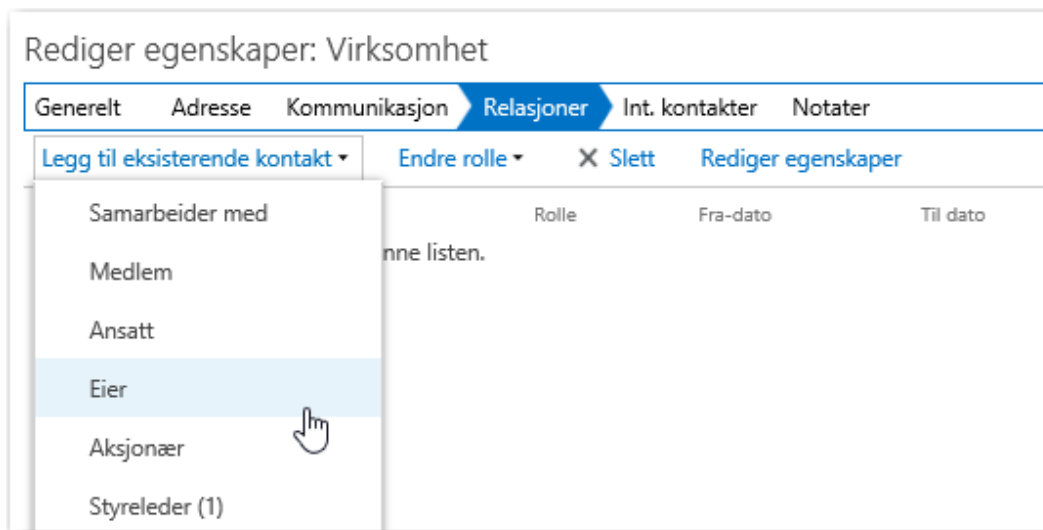 Rediger egenskaper: Virksomhet
Generelt Adresse Kommunikasjon Relasjoner Int. kontakter Notater
Legg til eksisterende kontakt Endre rolle Slett Rediger egenskaper
Samarbeider med
Rolle Fra-dato Til dato
nne listen.
Medlem
Ansatt
Eier
Aksjonær
Styreleder (1)